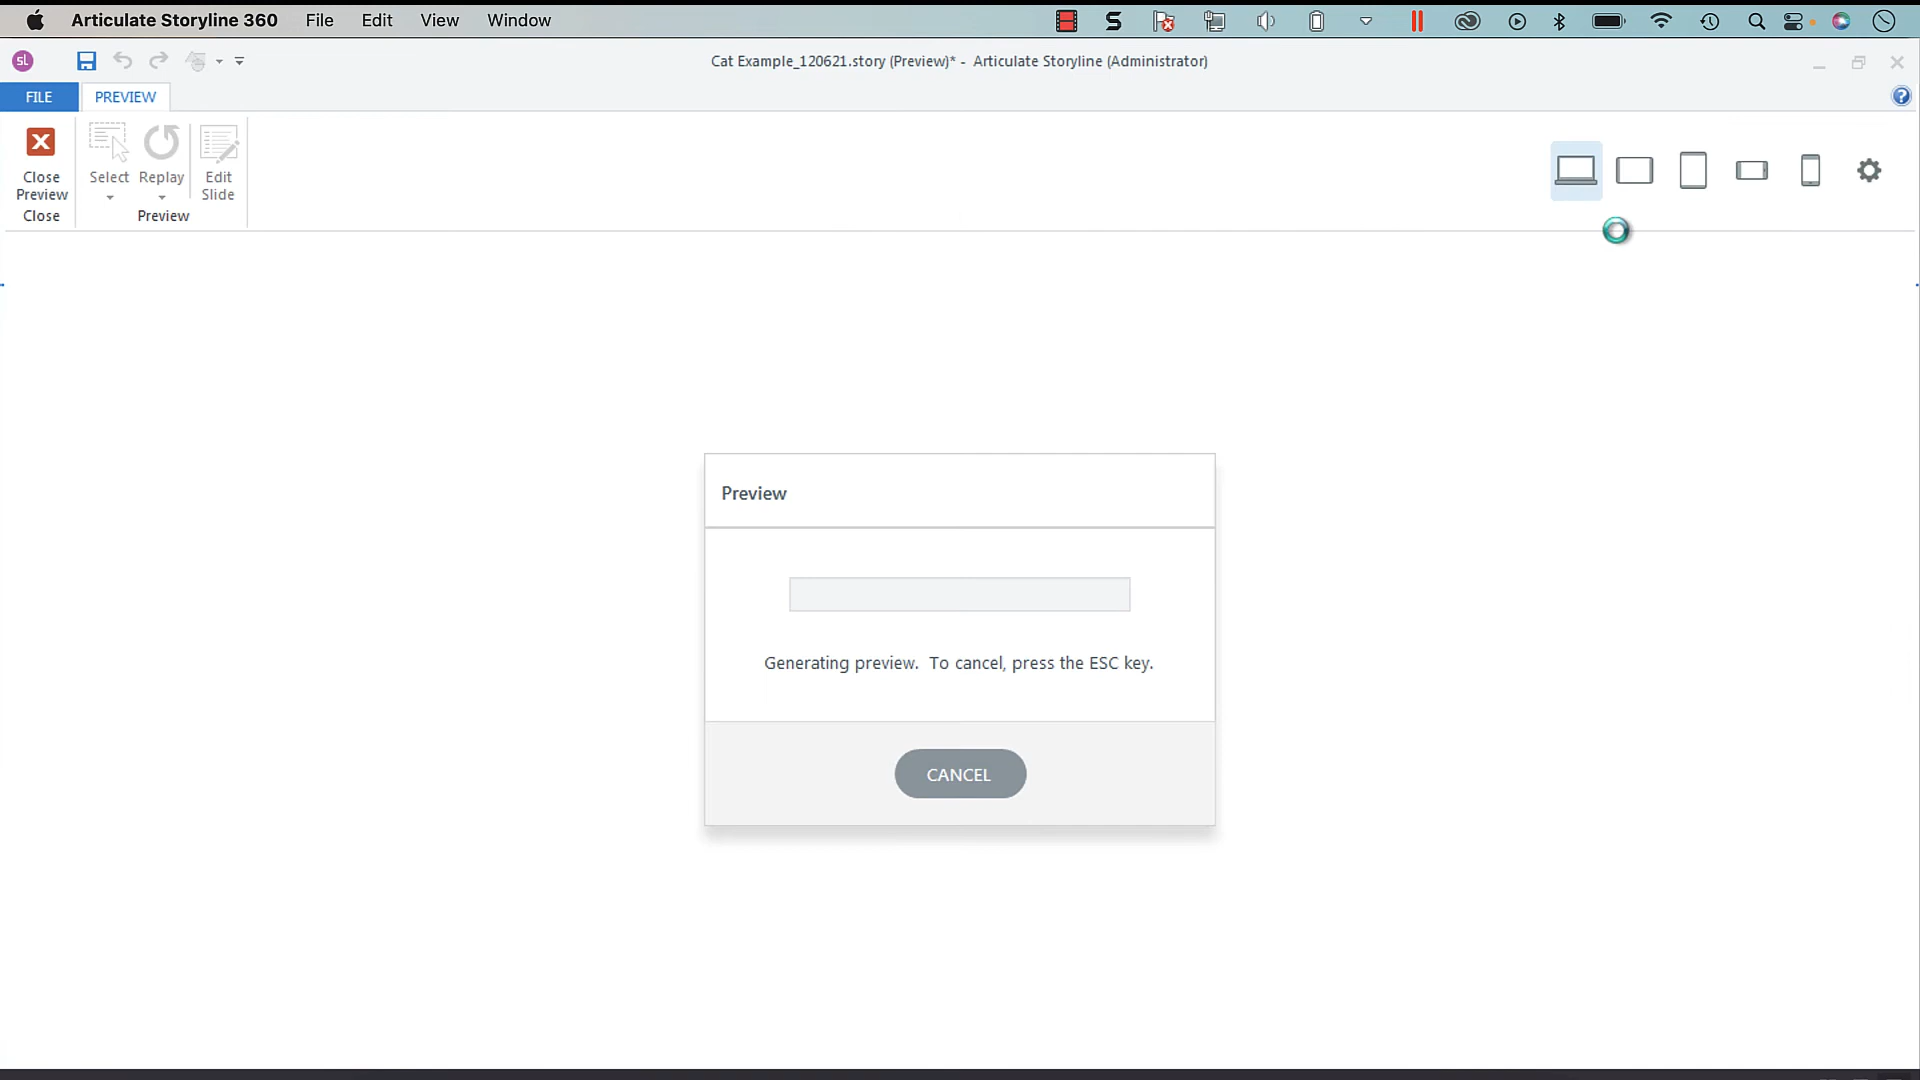 Articulate Storyline 360 File Edit View Window
sL
Cat Example_120621.story (Preview)* - Articulate Storyline (Administrator)
FILE PREVIEW
Close Preview
Select
Replay
Edit Slide
Close
Preview
Preview
Generating preview. To cancel, press the ESC key.
CANCEL